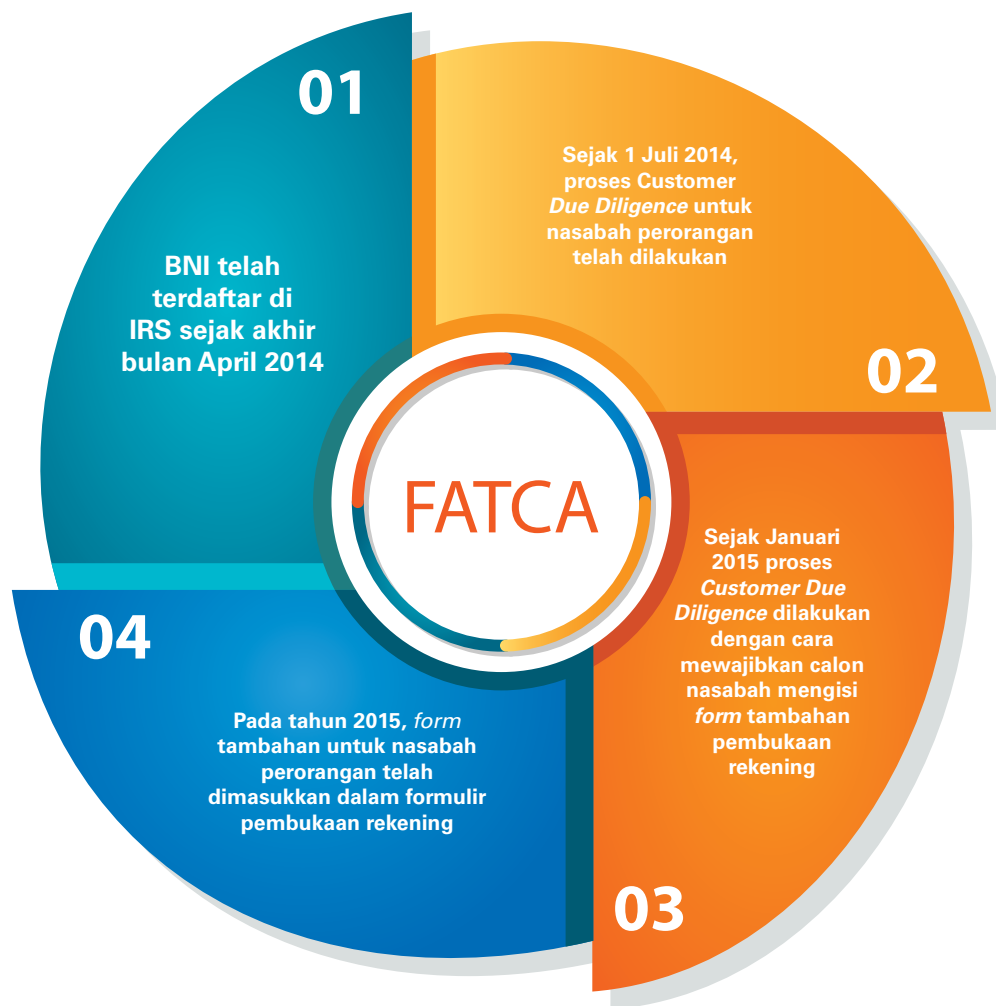 01
BNI telah
terdaftar di
IRS sejak akhir
bulan April 2014
Sejak 1 Juli 2014,
proses Customer
Due Diligence untuk
nasabah perorangan
telah dilakukan
02
FATCA
Sejak Januari
2015 proses
Customer Due
Diligence dilakukan
dengan cara
mewajibkan calon
nasabah mengisi
form tambahan
pembukaan
rekening
03
04
Pada tahun 2015, form
tambahan untuk nasabah
perorangan telah
dimasukkan dalam formulir
pembukaan rekening